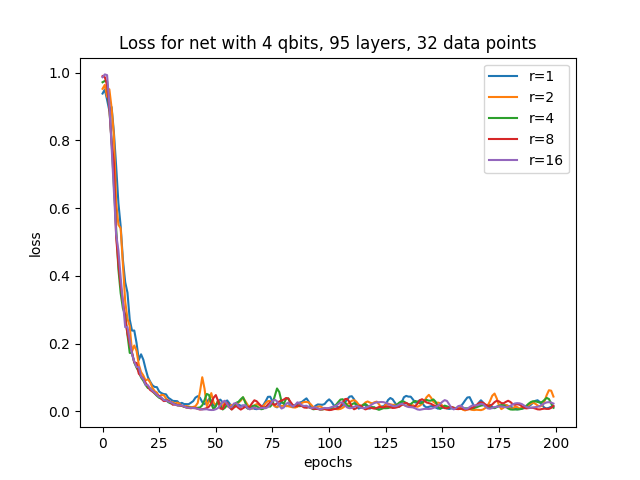 Loss for net with 4 qbits, 95 layers, 32 data points
r=1
r=2
r=4
r=8
r=16
1.0
0.8
0.6
0.4
0.2
0.0
loss
0 25 50 75 100 125 150 175 200
epochs